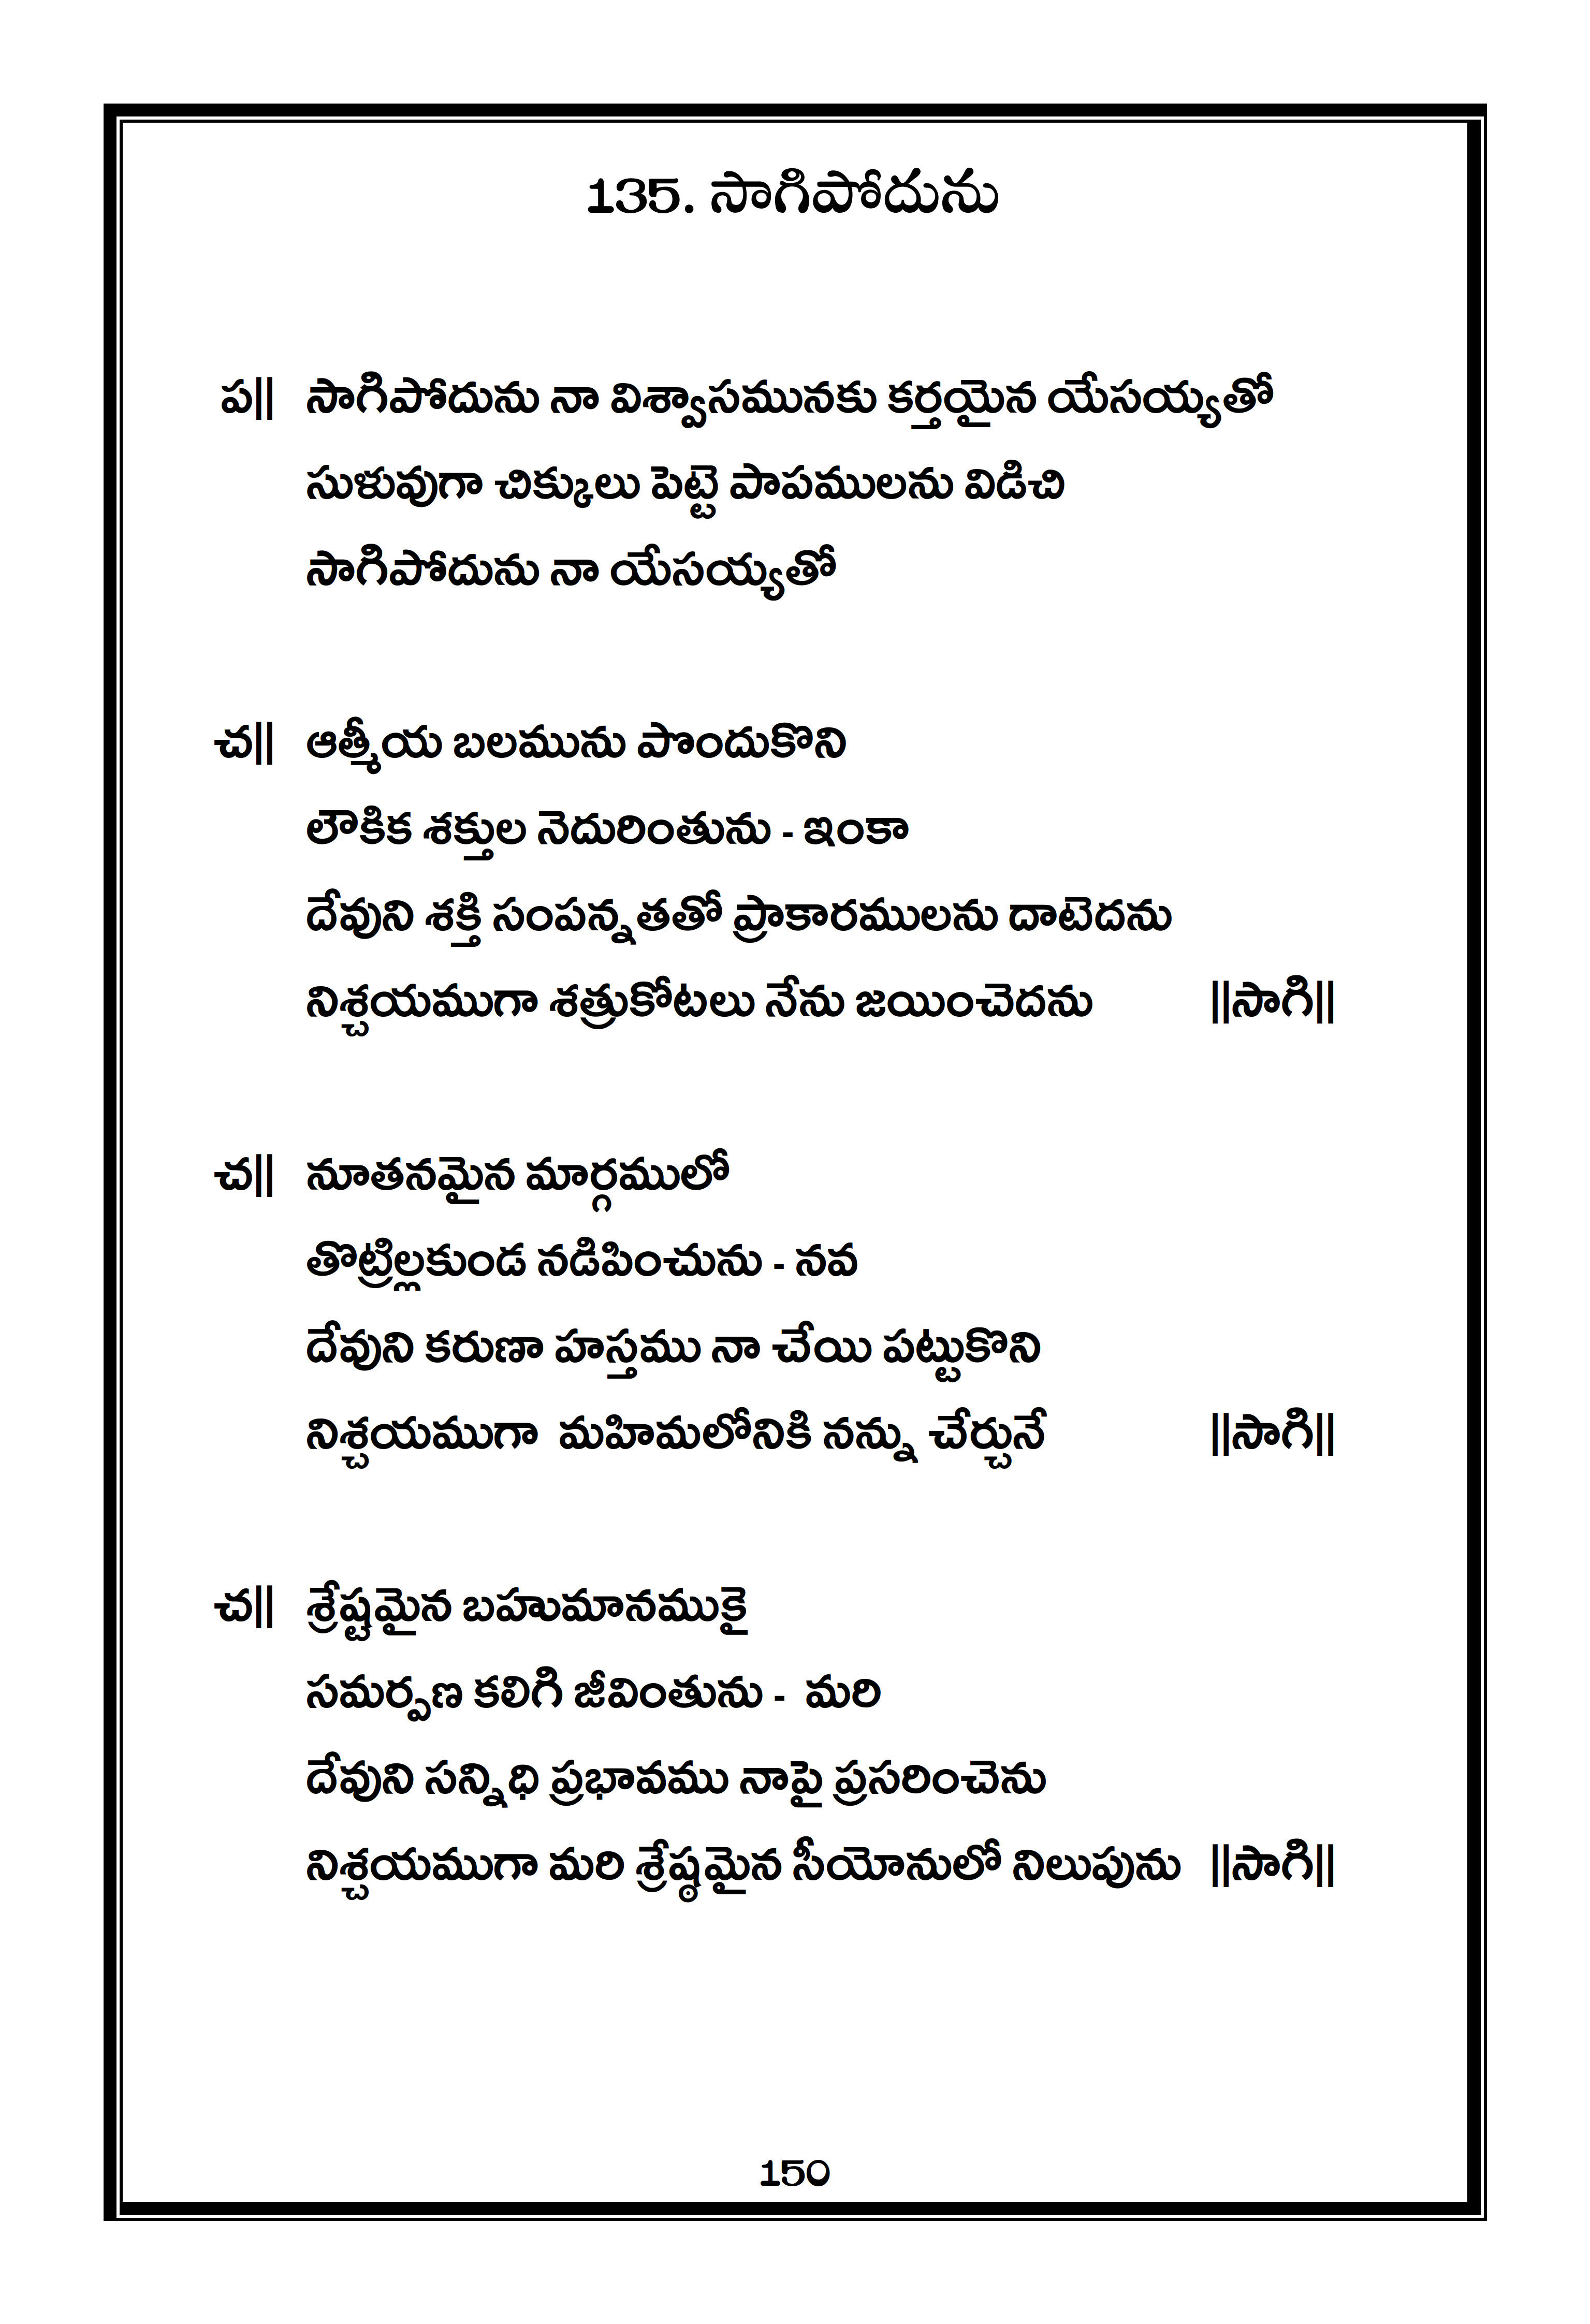 135. సాగిపోదును
ప|| సాగిపోదును నా విశ్వాసమునకు కర్తయైన యేసయ్యతో
సుళువుగా చిక్కులు పెట్టె పాపములను విడిచి
సాగిపోదును నా యేసయ్యతో
చ|| ఆత్మీయ బలమును పొందుకొని
లౌకిక శక్తుల నెదురింతును - ఇంకా
దేవుని శక్తి సంపన్నతతో ప్రాకారములను దాటెదను
నిశ్చయముగా శత్రుకోటలు నేను జయించెదను ||సాగి||
చ|| నూతనమైన మార్గములో
తొట్రిల్లకుండ నడిపించును - నవ
దేవుని కరుణా హస్తము నా చేయి పట్టుకొని
నిశ్చయముగా మహిమలోనికి నన్ను చేర్చునే ||సాగి||
చ|| శ్రేష్టమైన బహుమానముకై
సమర్పణ కలిగి జీవింతును - మరి
దేవుని సన్నిధి ప్రభావము నాపై ప్రసరించెను
నిశ్చయముగా మరి శ్రేష్ఠమైన సీయోనులో నిలుపును ||సాగి||
150